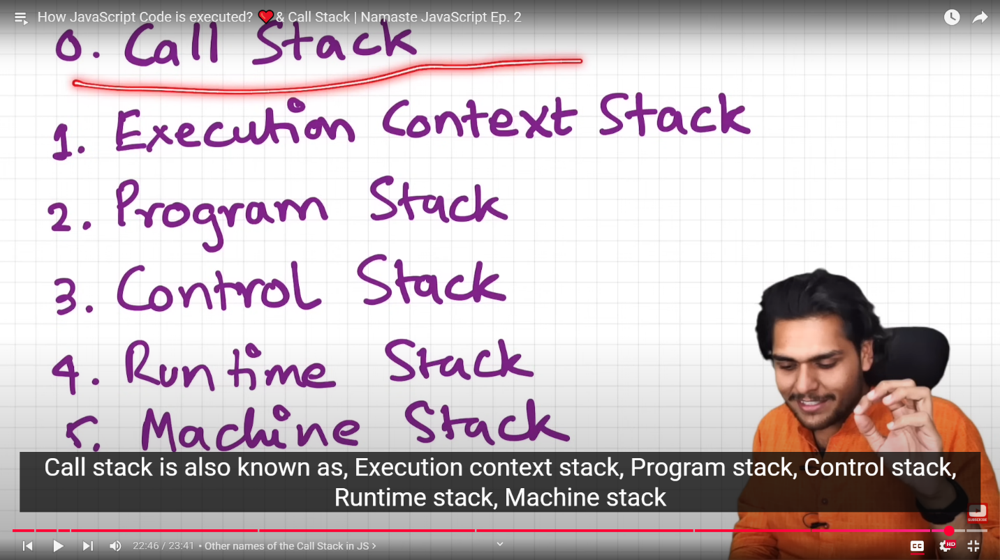 How JavaScript Code is executed? ❤️& Call Stack | Namaste JavaScript Ep. 2
0. Call Stack
1. Execution Context Stack
2. Program Stack
3. Control Stack
4. Runtime Stack
5. Machine Stack
Call stack is also known as, Execution context stack, Program stack, Control stack,
Runtime stack, Machine stack
SUBSCRIBE
22:46 / 23:41 • Other names of the Call Stack in JS >
CC
HD